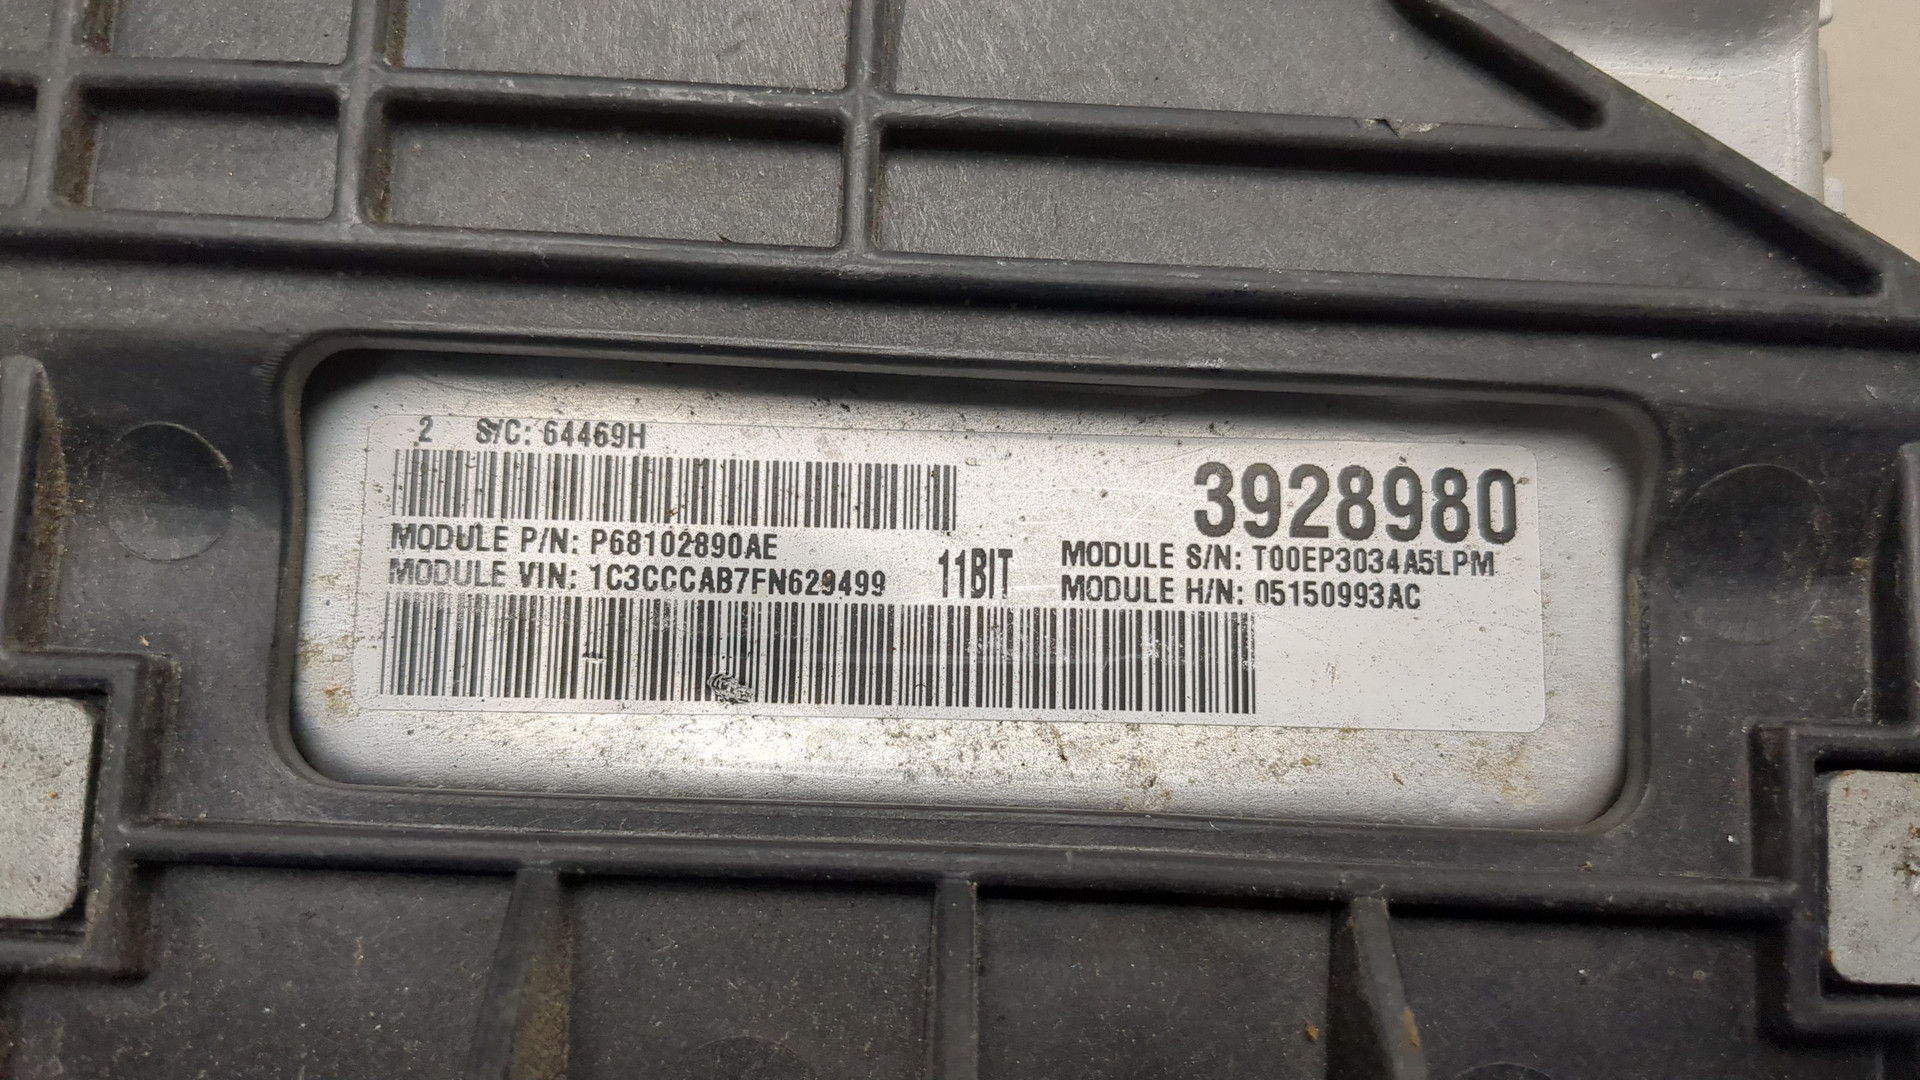 2 S/C: 64469H
3928980
MODULE P/N: P68102890AE
MODULE VIN: 1C3CCCAB7FN629499
11BIT
MODULE S/N: T00EP3034A5LPM
MODULE H/N: 05150993AC